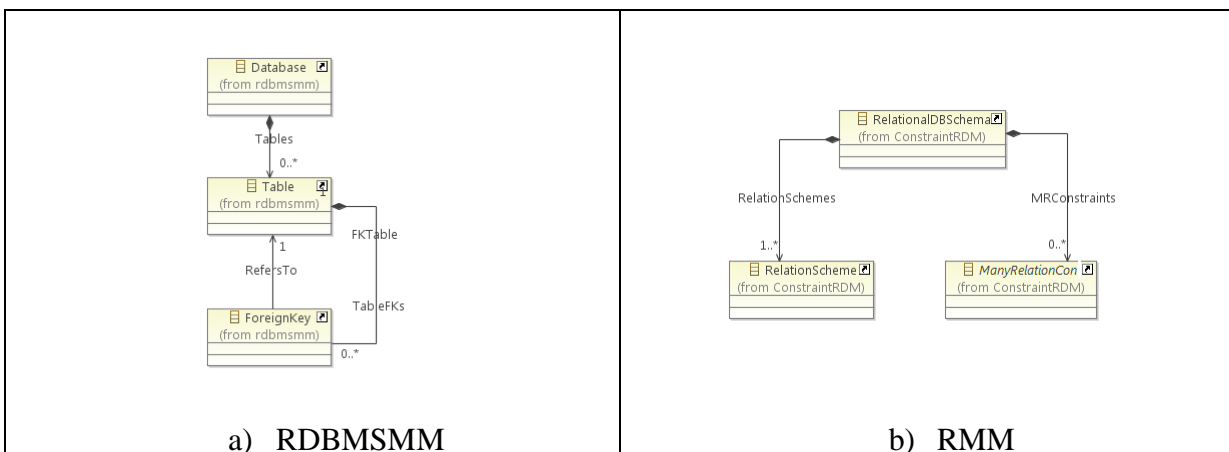 Database
(from rdbmsmm)
Tables
0..*
Table
1
(from rdbmsmm)
FKTable
1
RefersTo
TableFKs
ForeignKey
(from rdbmsmm)
0..*
a) RDBMSMM
RelationalDBSchema
(from ConstraintRDM)
RelationSchemes
MRConstraints
1..*
0..*
RelationScheme
(from ConstraintRDM)
ManyRelationCon
(from ConstraintRDM)
b) RMM